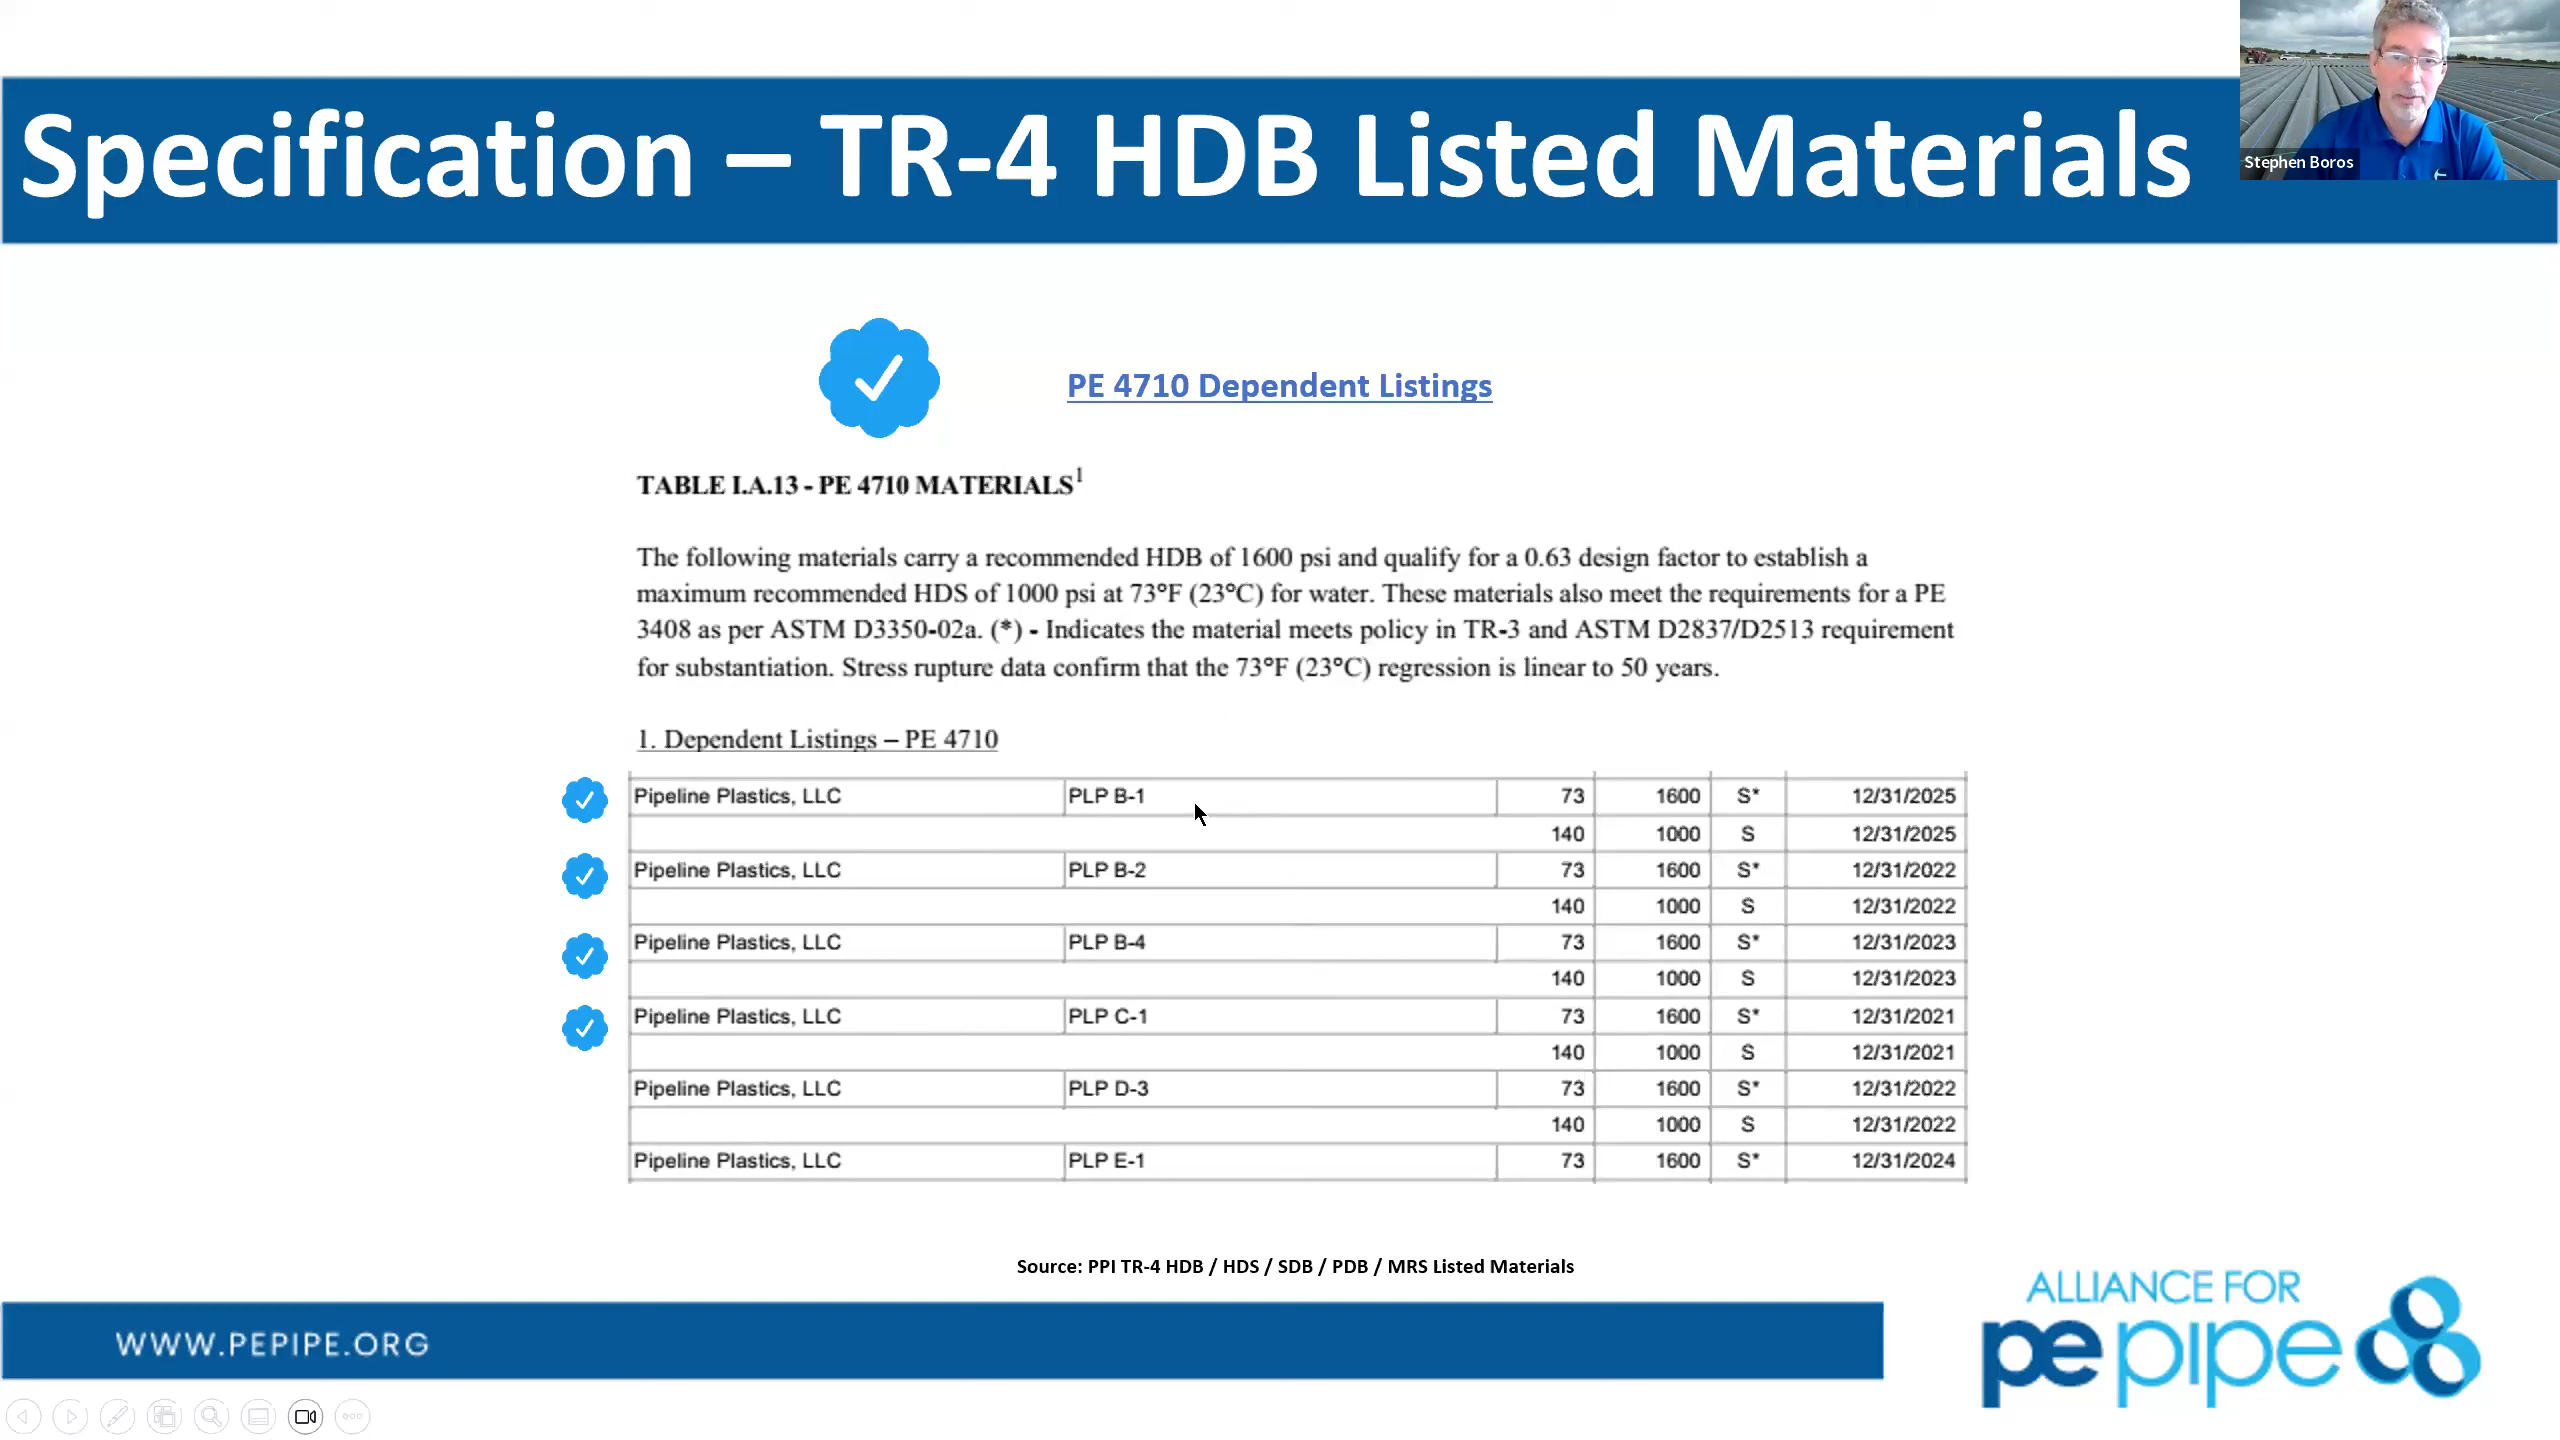 Specification – TR-4 HDB Listed Materials
Stephen Boros
PE 4710 Dependent Listings
TABLE I.A.13 - PE 4710 MATERIALS1
The following materials carry a recommended HDB of 1600 psi and qualify for a 0.63 design factor to establish a
maximum recommended HDS of 1000 psi at 73°F (23°C) for water. These materials also meet the requirements for a PE
3408 as per ASTM D3350-02a. (*) - Indicates the material meets policy in TR-3 and ASTM D2837/D2513 requirement
for substantiation. Stress rupture data confirm that the 73°F (23°C) regression is linear to 50 years.
1. Dependent Listings – PE 4710
Pipeline Plastics, LLC PLP B-1 73 1600 S* 12/31/2025
140 1000 S 12/31/2025
Pipeline Plastics, LLC PLP B-2 73 1600 S* 12/31/2022
140 1000 S 12/31/2022
Pipeline Plastics, LLC PLP B-4 73 1600 S* 12/31/2023
140 1000 S 12/31/2023
Pipeline Plastics, LLC PLP C-1 73 1600 S* 12/31/2021
140 1000 S 12/31/2021
Pipeline Plastics, LLC PLP D-3 73 1600 S* 12/31/2022
140 1000 S 12/31/2022
Pipeline Plastics, LLC PLP E-1 73 1600 S* 12/31/2024
Source: PPI TR-4 HDB / HDS / SDB / PDB / MRS Listed Materials
WWW.PEPIPE.ORG
ALLIANCE FOR
pe pipe